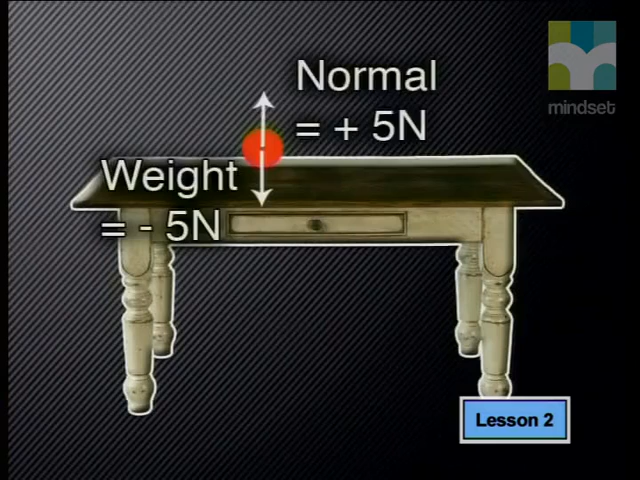 Normal
= + 5N
mindset
Weight
= - 5N
Lesson 2